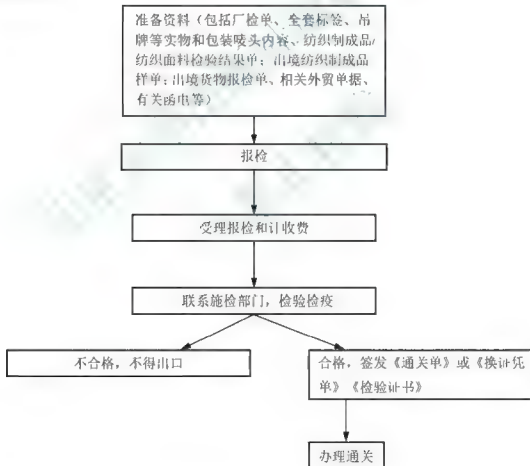 准备资料（包括厂检单、全套标签、吊
牌等实物和包装唛头内容、纺织制成品/
纺织面料检验结果单；出境纺织制成品
样单；出境货物报检单、相关外贸单据、
有关函电等）
报检
受理报检和计收费
联系施检部门，检验检疫
不合格，不得出口
合格，签发《通关单》或《换证凭
单》《检验证书》
办理通关